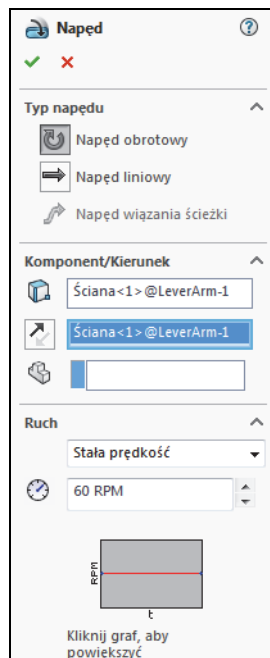 Napęd
Typ napędu
Napęd obrotowy
Napęd liniowy
Napęd wiązania ścieżki
Komponent/Kierunek
Ściana<1>@LeverArm-1
Ściana<1>@LeverArm-1
Ruch
Stała prędkość
60 RPM
RPM
t
Kliknij graf, aby
powiększyć